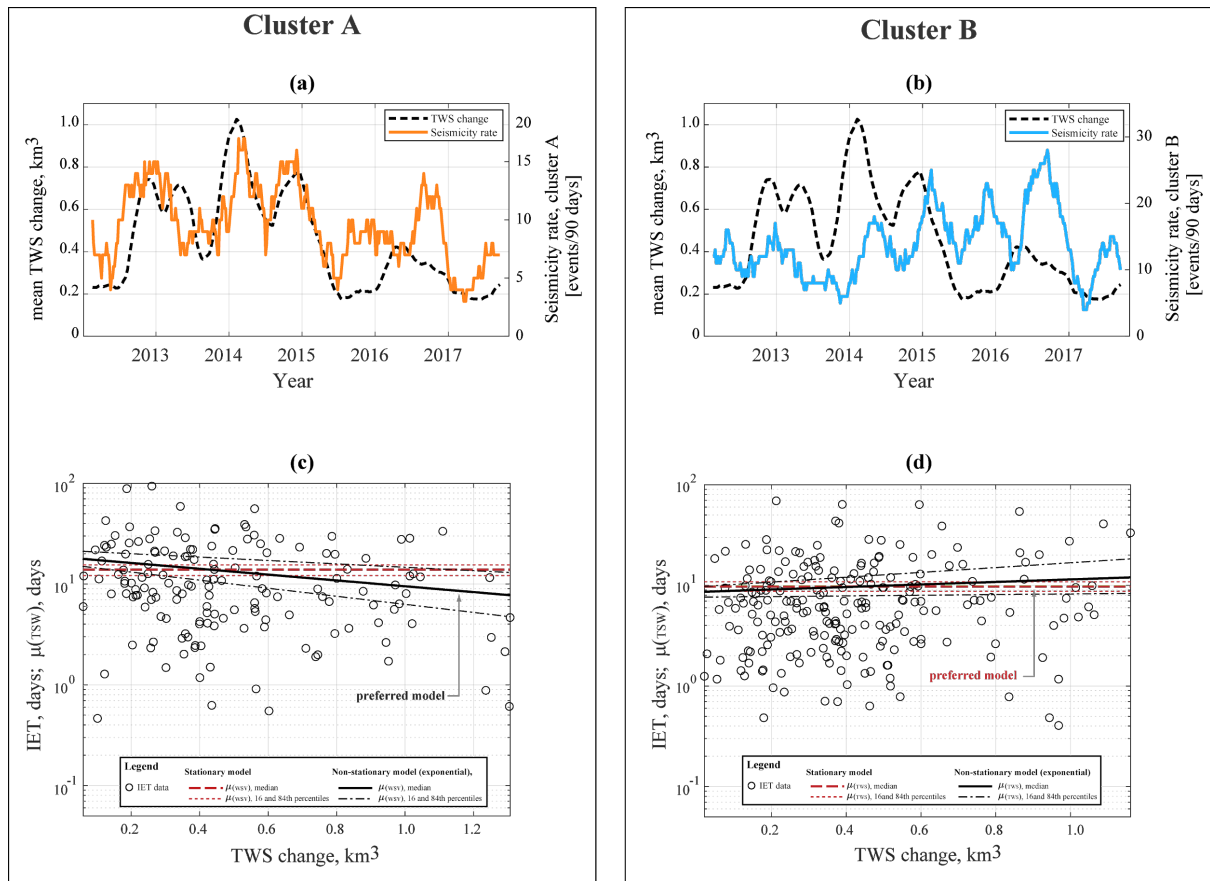 Cluster A
(a)
TWS change
Seismicity rate
mean TWS change, km3
1.0
0.8
0.6
0.4
0.2
0
20
15
10
5
0
Seismicity rate, cluster A
[events/90 days]
2013
2014
2015
2016
2017
Year
(c)
IET, days; μ(TSW), days
10^2
10^1
10^0
10^-1
preferred model
Legend
IET data
Stationary model
μ(WSV), median
μ(WSV), 16 and 84th percentiles
Non-stationary model (exponential),
μ(WSV), median
μ(WSV), 16 and 84th percentiles
0.2
0.4
0.6
0.8
1.0
1.2
TWS change, km3
Cluster B
(b)
TWS change
Seismicity rate
mean TWS change, km3
1.0
0.8
0.6
0.4
0.2
0
30
20
10
0
Seismicity rate, cluster B
[events/90 days]
2013
2014
2015
2016
2017
Year
(d)
IET, days; μ(TSW), days
10^2
10^1
10^0
10^-1
preferred model
Legend
IET data
Stationary model
μ(TWS), median
μ(TWS), 16and 84th percentiles
Non-stationary model (exponential)
μ(TWS), median
μ(TWS), 16 and 84th percentiles
0.2
0.4
0.6
0.8
1.0
TWS change, km3